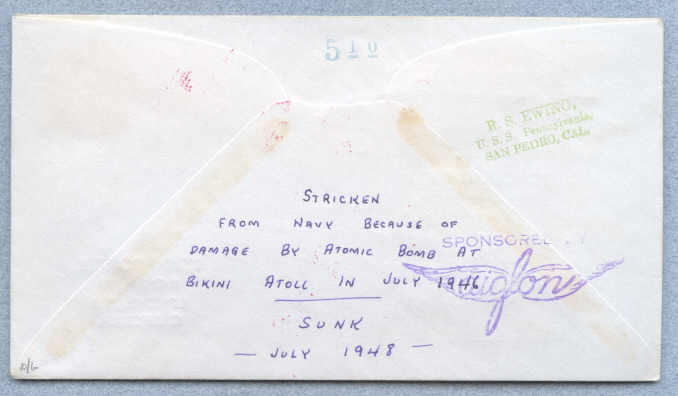 510
R. S. EWING,
U. S. S. Pennsylvania,
SAN PEDRO, CAL.
STRICKEN
FROM NAVY BECAUSE OF
DAMAGE BY ATOMIC BOMB AT
BIKINI ATOLL IN JULY 1946
SUNK
— JULY 1948 —
SPONSORED BY